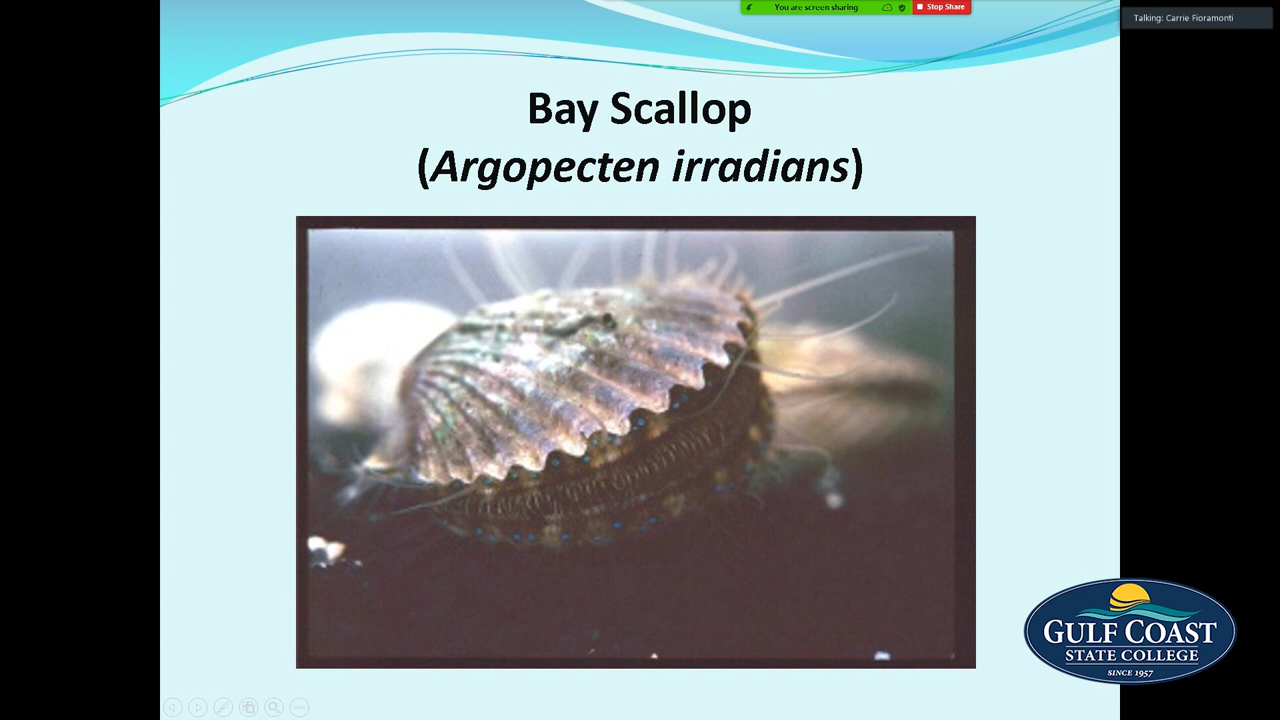 You are screen sharing
Stop Share
Talking: Carrie Fioramonti
Bay Scallop
(Argopecten irradians)
GULF COAST
STATE COLLEGE
SINCE 1957